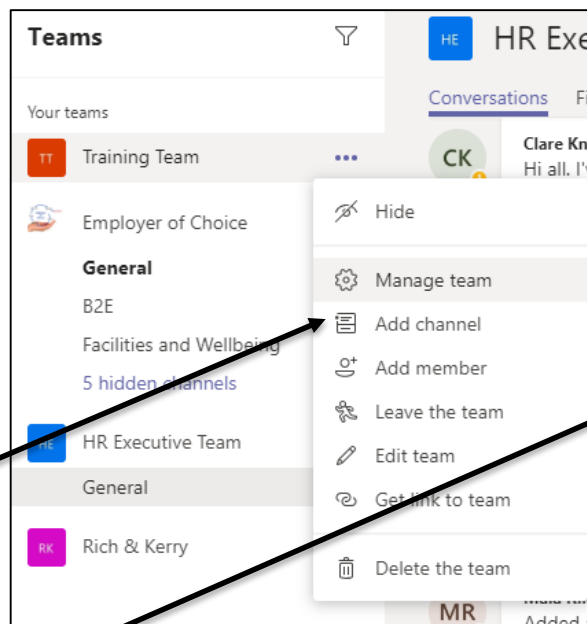 Teams
HE
HR Exe
Your teams
Conversations Fi
TT Training Team
CK
Clare Kn
Hi all. I'
Hide
Employer of Choice
General
Manage team
B2E
Add channel
Facilities and Wellbeing
Add member
5 hidden channels
Leave the team
HE HR Executive Team
Edit team
General
Get link to team
RK Rich & Kerry
Delete the team
MR
Added